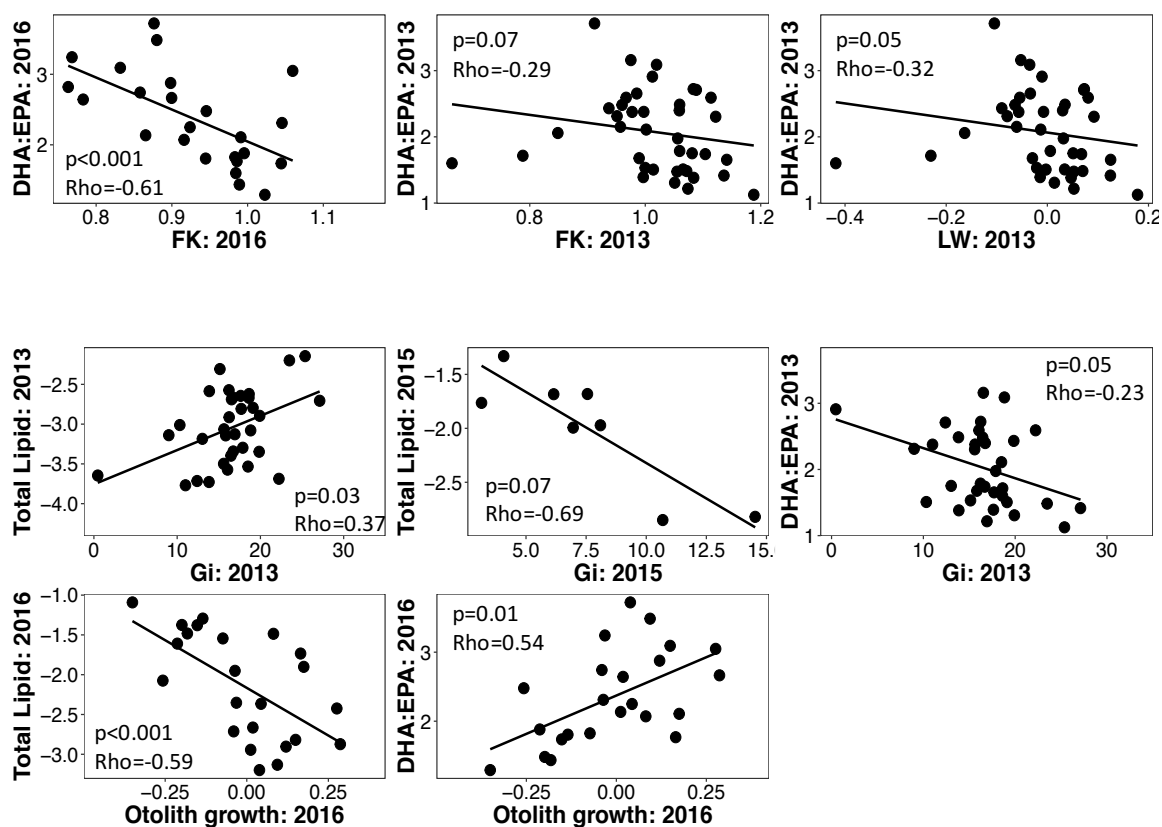 DHA:EPA: 2016
3
2
p<0.001
Rho=-0.61
0.8
0.9
1.0
1.1
FK: 2016
DHA:EPA: 2013
3
2
1
p=0.07
Rho=-0.29
0.8
1.0
1.2
FK: 2013
DHA:EPA: 2013
3
2
1
p=0.05
Rho=-0.32
−0.4
−0.2
0.0
0.2
LW: 2013
Total Lipid: 2013
−2.5
−3.0
−3.5
−4.0
p=0.03
Rho=0.37
0
10
20
30
Gi: 2013
Total Lipid: 2015
−1.5
−2.5
p=0.07
Rho=-0.69
5.0
7.5
10.0
12.5
15.
Gi: 2015
DHA:EPA: 2013
3
2
1
p=0.05
Rho=-0.23
0
10
20
30
Gi: 2013
Total Lipid: 2016
−1.0
−1.5
−2.0
−2.5
−3.0
p<0.001
Rho=-0.59
−0.25
0.00
0.25
Otolith growth: 2016
DHA:EPA: 2016
3
2
p=0.01
Rho=0.54
−0.25
0.00
0.25
Otolith growth: 2016